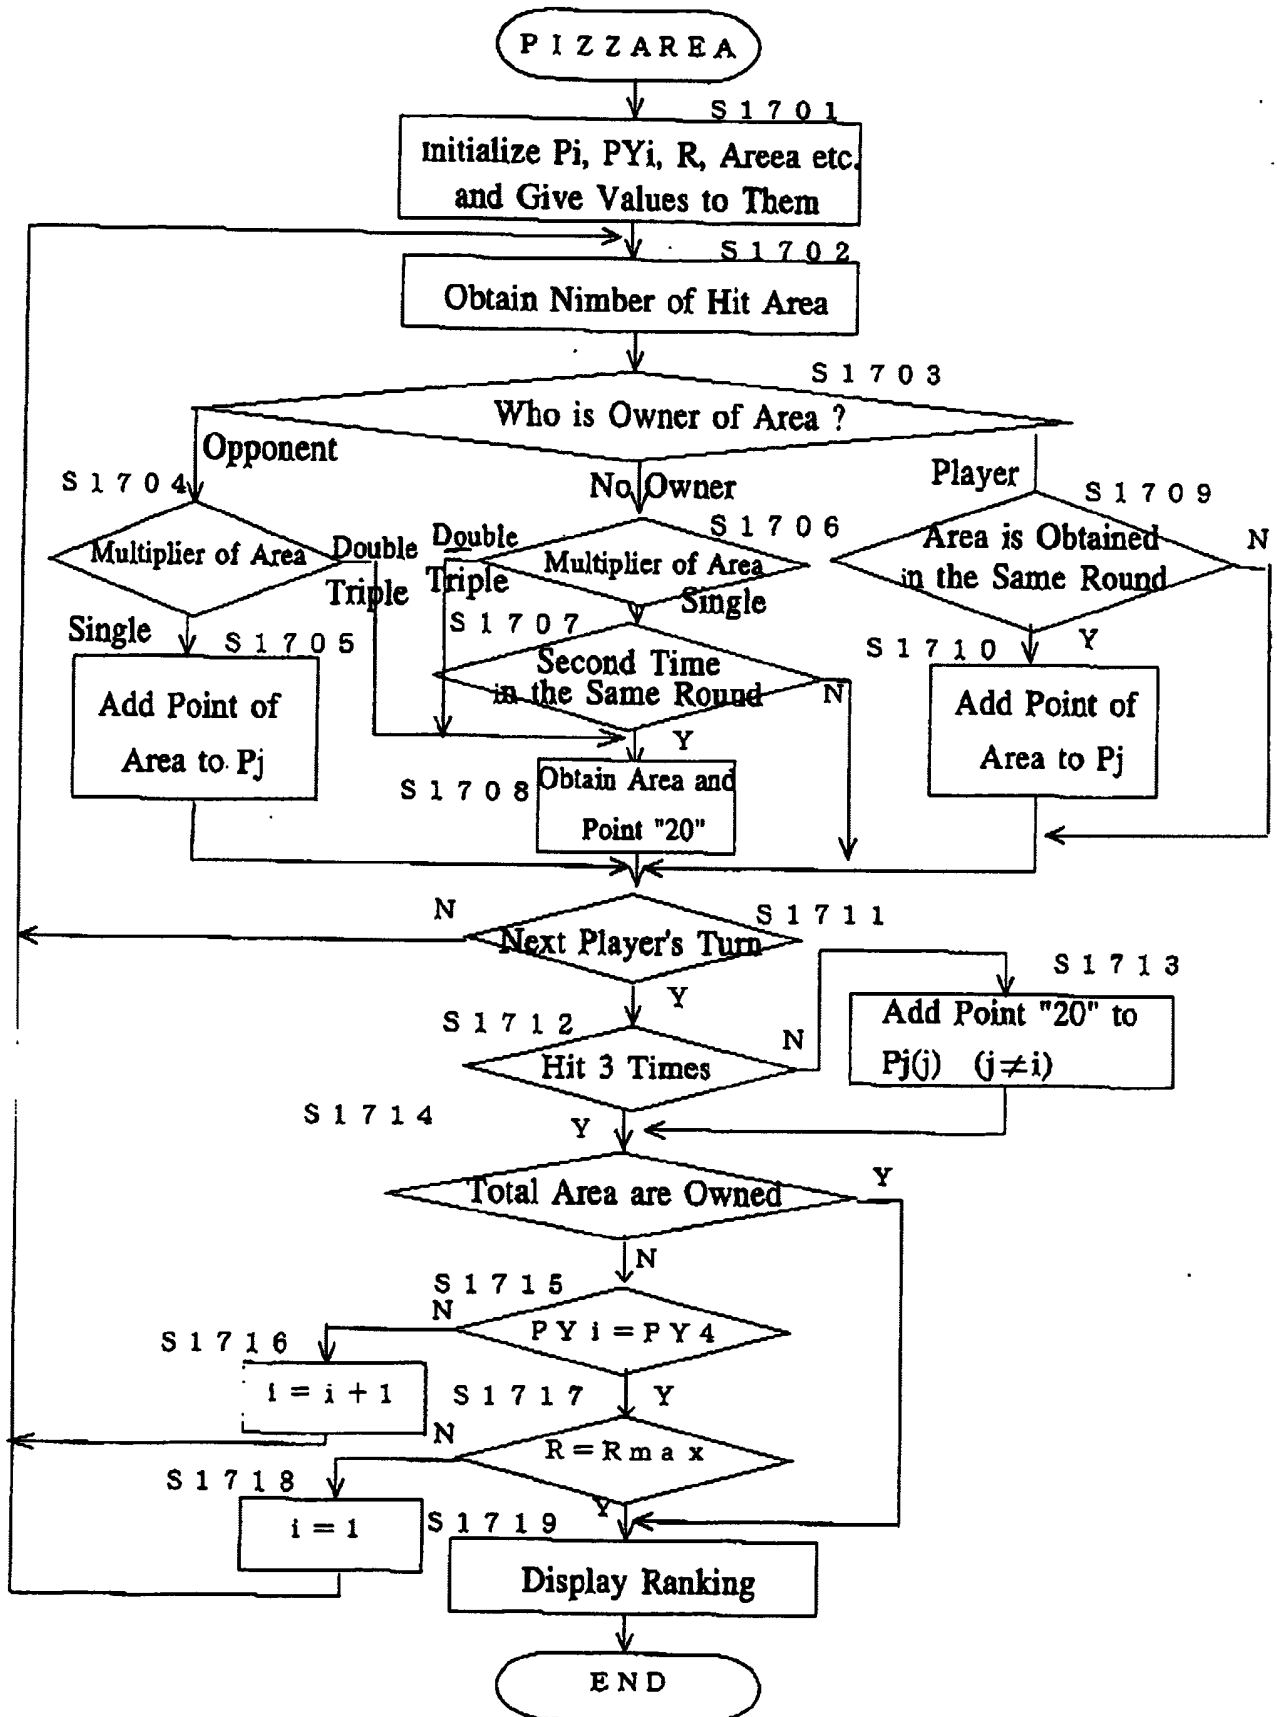 PIZZAREA
S1701
Initialize Pi, PYi, R, Areea etc.
and Give Values to Them
S1702
Obtain Nimber of Hit Area
S1703
Who is Owner of Area ?
Opponent
No Owner
Player
S1704
S1706
S1709
Multiplier of Area
Double
Triple
Double
Triple
Multiplier of Area
Single
Area is Obtained
in the Same Round
N
Single
S1705
S1707
Second Time
in the Same Round
N
Y
S1710
Y
Add Point of
Area to Pj
S1708
Obtain Area and
Point "20"
Add Point of
Area to Pj
N
S1711
Next Player's Turn
Y
S1713
Add Point "20" to
Pj(j) (j≠i)
S1712
N
Hit 3 Times
S1714
Y
Total Area are Owned
Y
N
S1715
N
PYi=PY4
S1716
i = i + 1
S1717
Y
N
R=Rmax
S1718
i = 1
Y
S1719
Display Ranking
END